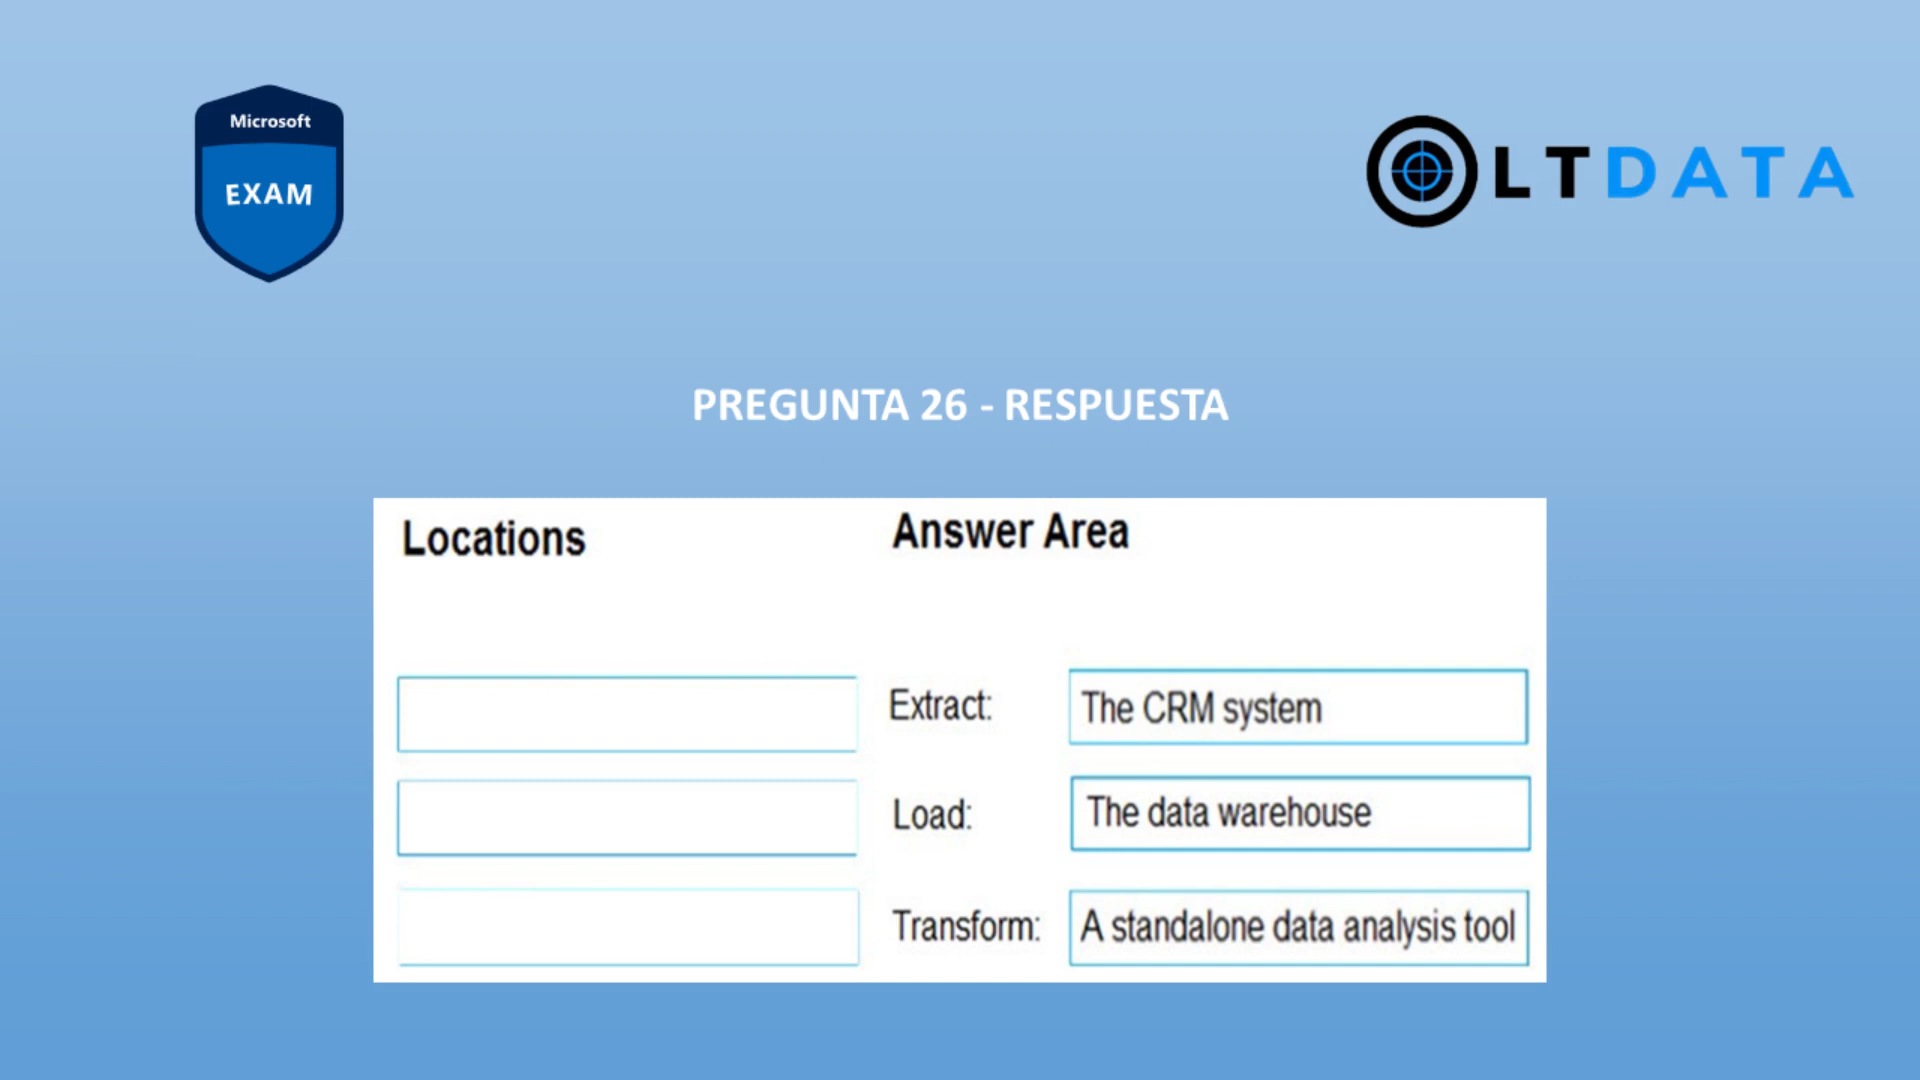 Microsoft
EXAM
LTDATA
PREGUNTA 26 - RESPUESTA
Locations
Answer Area
Extract:
The CRM system
Load:
The data warehouse
Transform:
A standalone data analysis tool